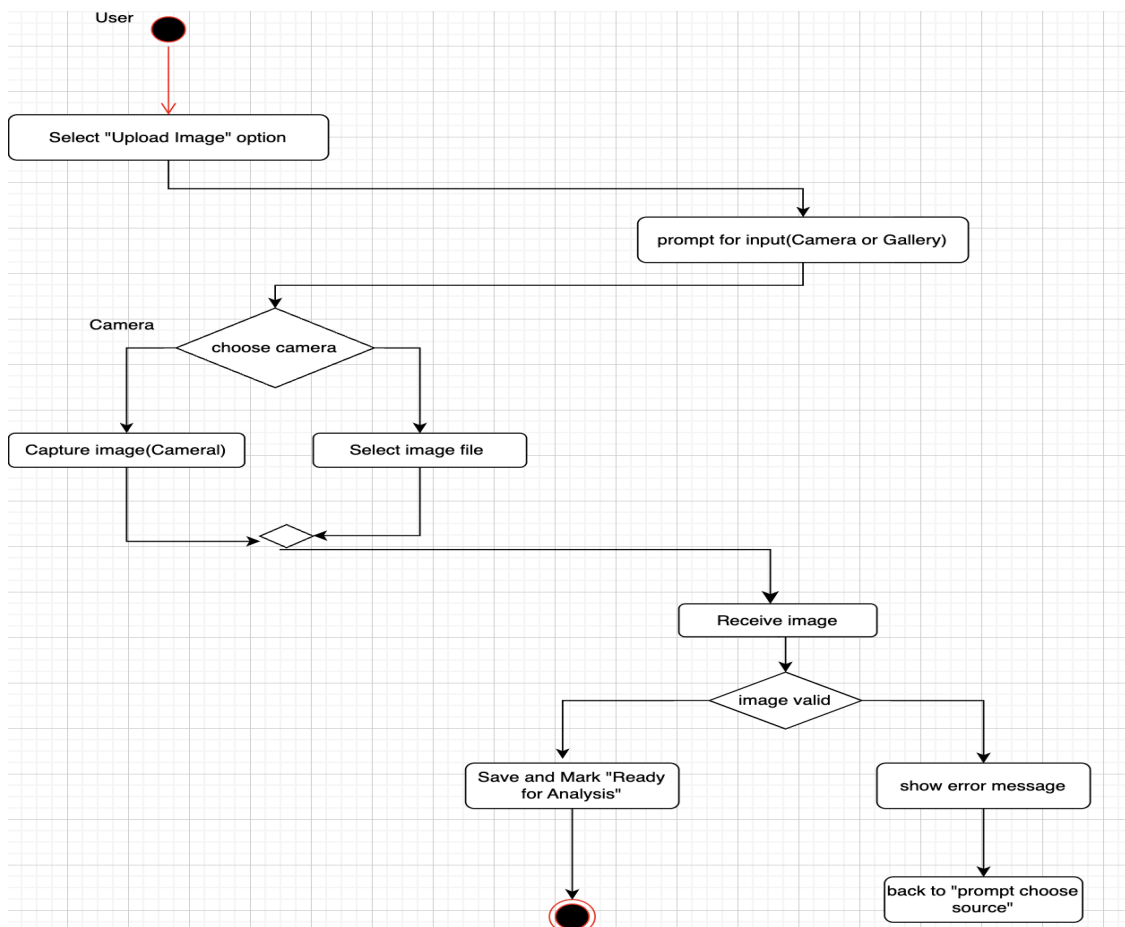 User
Select "Upload Image" option
prompt for input(Camera or Gallery)
Camera
choose camera
Capture image(Cameral)
Select image file
Receive image
image valid
Save and Mark "Ready
for Analysis"
show error message
back to "prompt choose
source"